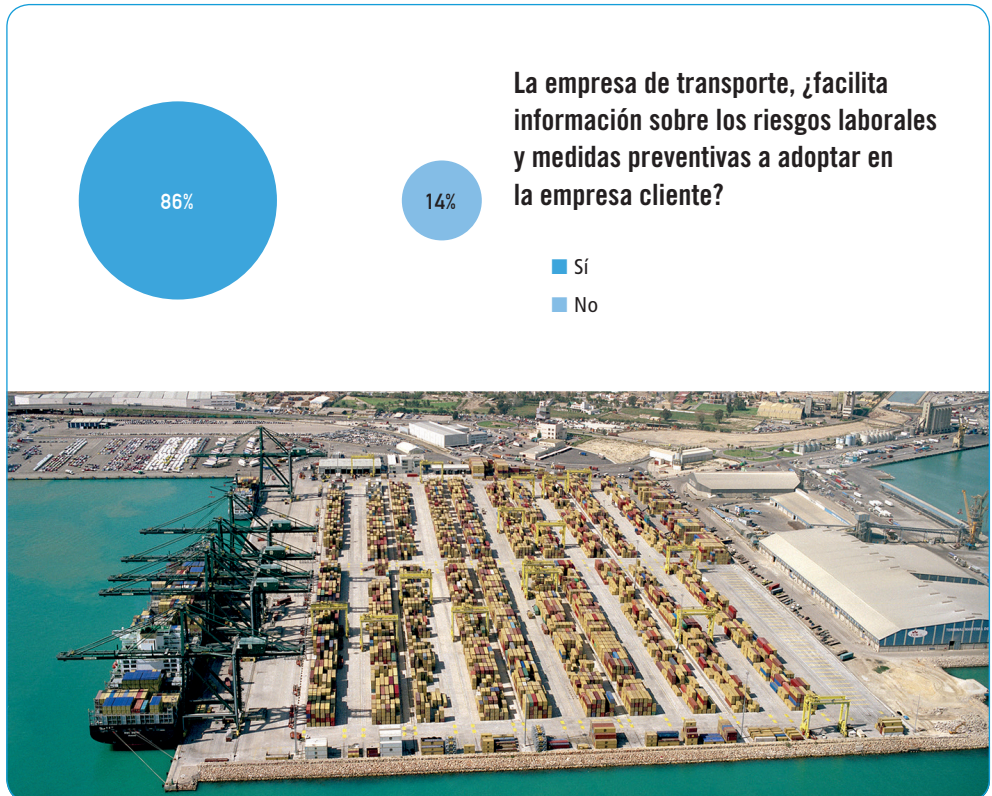 La empresa de transporte, ¿facilita
información sobre los riesgos laborales
y medidas preventivas a adoptar en
la empresa cliente?
86%
14%
Sí
No